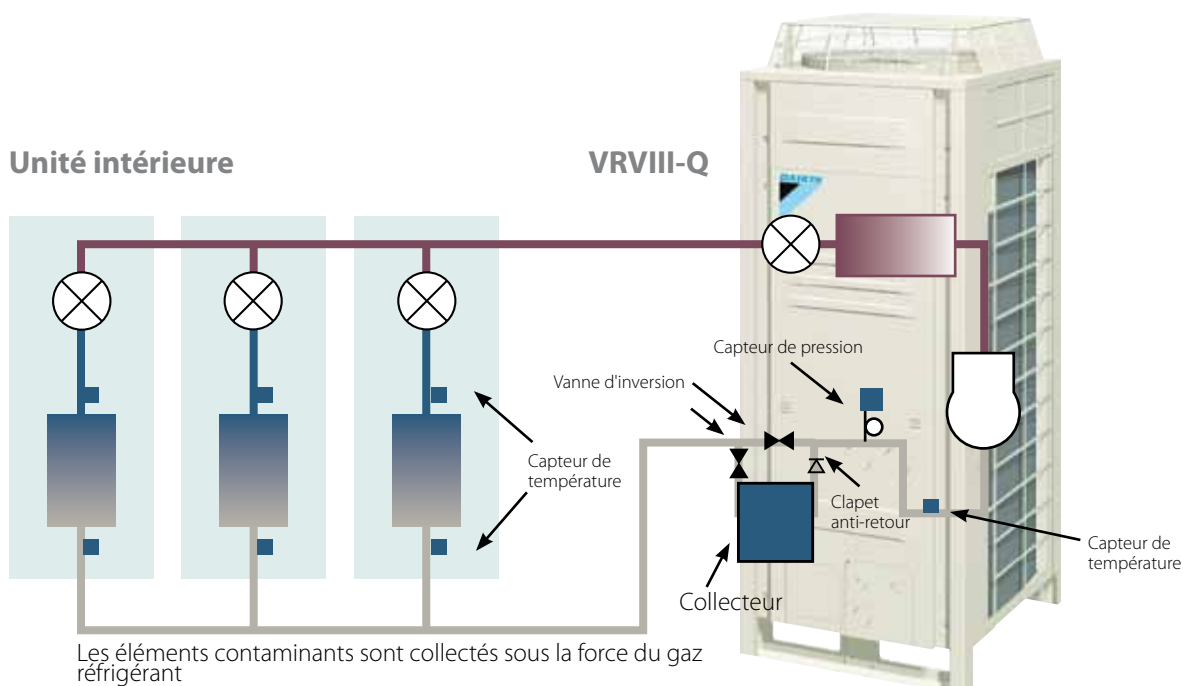 Unité intérieure
VRVIII-Q
DAIKIN
Capteur de pression
Vanne d'inversion
Capteur de
température
Clapet
anti-retour
Capteur de
température
Collecteur
Les éléments contaminants sont collectés sous la force du gaz
réfrigérant